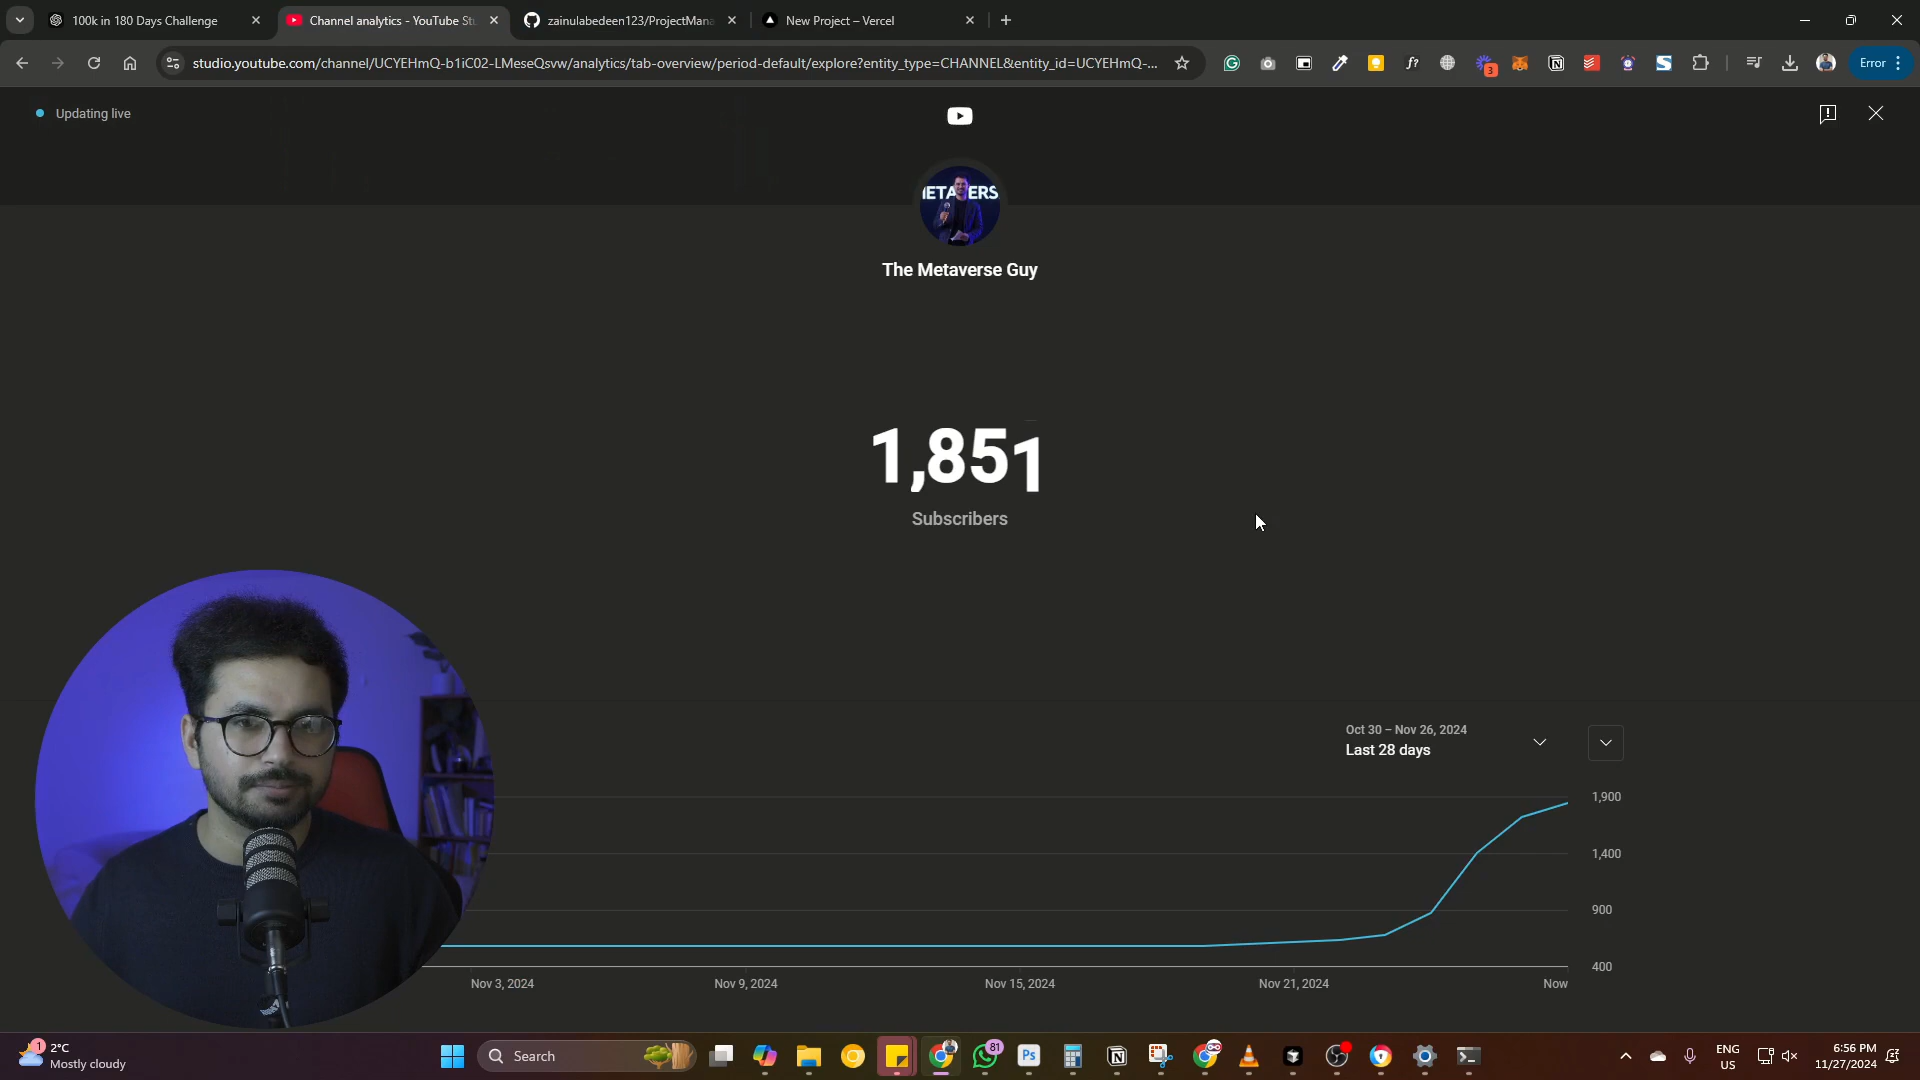 100k in 180 Days Challenge
Channel analytics - YouTube Stu
zainulabedeen123/ProjectMana
New Project – Vercel
studio.youtube.com/channel/UCYEHmQ-b1iC02-LMeseQsvw/analytics/tab-overview/period-default/explore?entity_type=CHANNEL&entity_id=UCYEHmQ-...
f?
3
Error
Updating live
The Metaverse Guy
1,851
Subscribers
Oct 30 – Nov 26, 2024
Last 28 days
1,900
1,400
900
400
Nov 3, 2024
Nov 9, 2024
Nov 15, 2024
Nov 21, 2024
Now
1
2°C
Mostly cloudy
Search
81
Ps
ENG
US
6:56 PM
11/27/2024